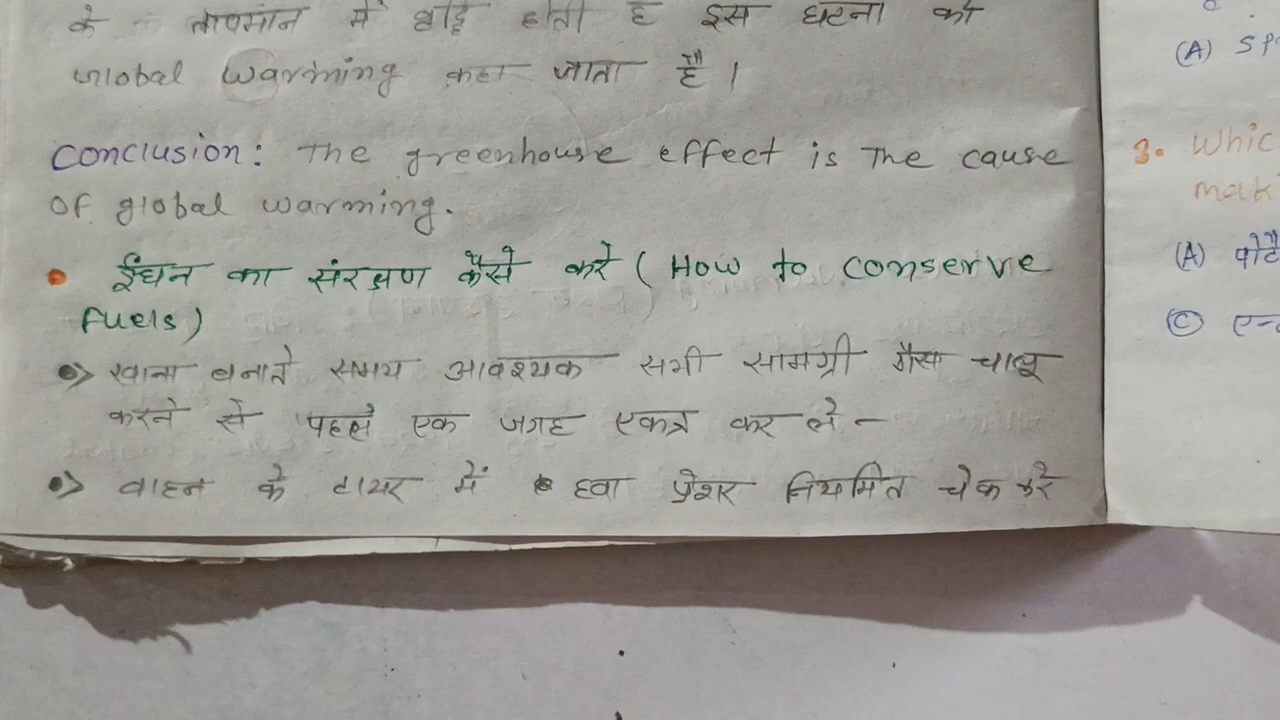 के तापमान में वृद्धि होती है इस घटना को
Global Warming कहा जाता है।
Conclusion: The greenhouse effect is The cause
Of global warming.
• ईंधन का संरक्षण कैसे करे ( How to conserve
fuels)
खाना बनाते समय आवश्यक सभी सामग्री गैस चालू
करने से पहले एक जगह एकत्र कर ले -
वाहन के टायर में हवा प्रेशर नियमित चेक करे
(A) Sp
3. Whic
mak
(A) पोटै
(C) एन